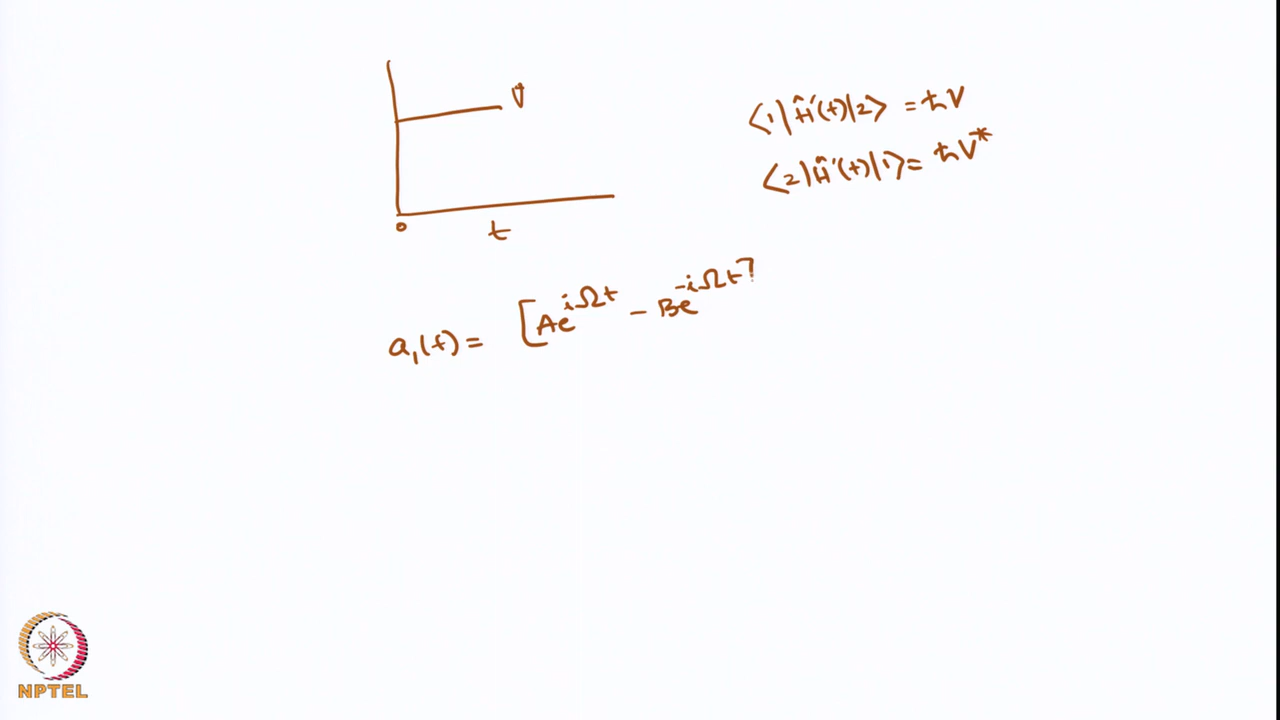 V
0
t
⟨1|Ĥ'(t)|2⟩ = ℏV
⟨2|Ĥ'(t)|1⟩ = ℏV*
a₁(t) = [Ae^{iΩt} − Be^{-iΩt}]
NPTEL